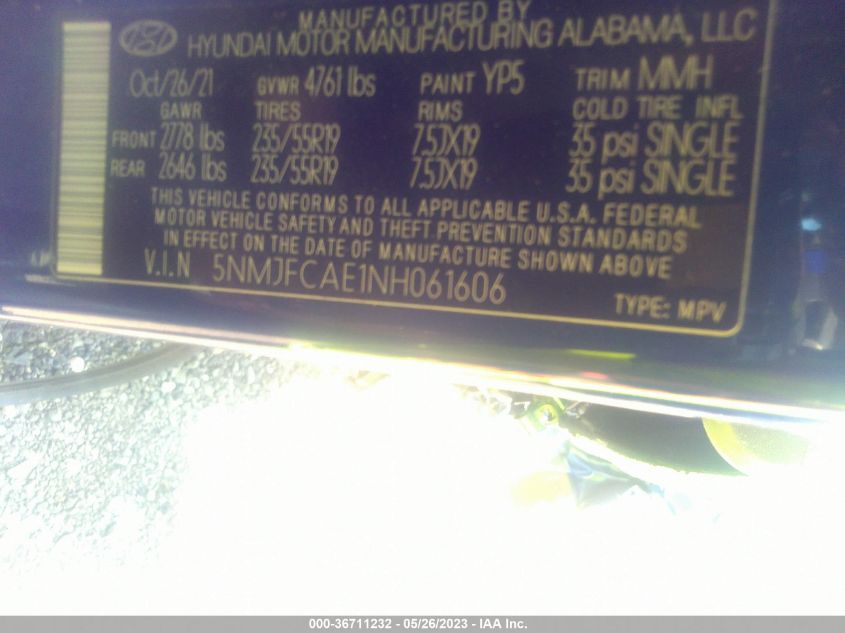 MANUFACTURED BY
HYUNDAI MOTOR MANUFACTURING ALABAMA, LLC
Oct/26/21 GVWR 4761 lbs PAINT YP5 TRIM MMH
GAWR TIRES RIMS COLD TIRE INFL
FRONT 2778 lbs 235/55R19 7.5JX19 35 psi SINGLE
REAR 2646 lbs 235/55R19 7.5JX19 35 psi SINGLE
THIS VEHICLE CONFORMS TO ALL APPLICABLE U.S.A. FEDERAL
MOTOR VEHICLE SAFETY AND THEFT PREVENTION STANDARDS
IN EFFECT ON THE DATE OF MANUFACTURE SHOWN ABOVE
V.I.N 5NMJFCAE1NH061606
TYPE: MPV
000-36711232 - 05/26/2023 - IAA Inc.